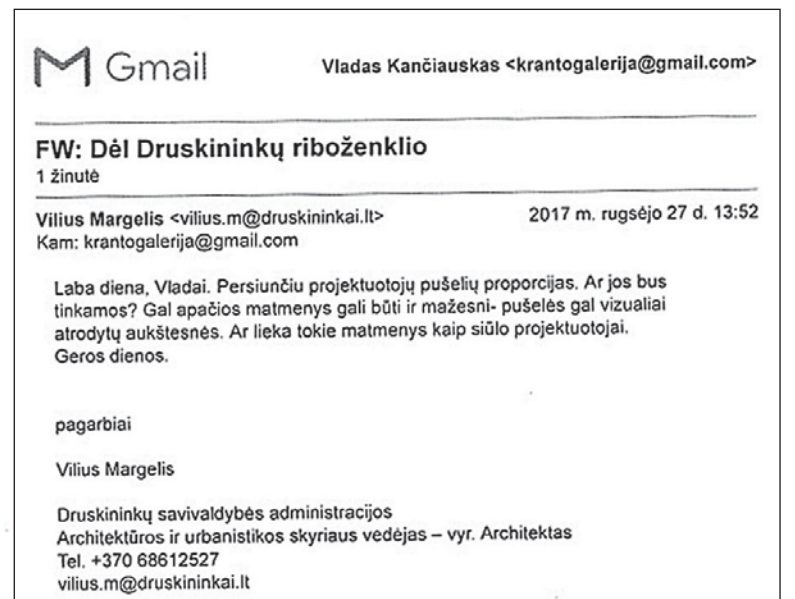 Gmail
Vladas Kančiauskas <krantogalerija@gmail.com>
FW: Dėl Druskininkų riboženklio
1 žinutė
Vilius Margelis <vilius.m@druskininkai.lt>
2017 m. rugsėjo 27 d. 13:52
Kam: krantogalerija@gmail.com
Laba diena, Vladai. Persiunčiu projektuotojų pušelių proporcijas. Ar jos bus
tinkamos? Gal apačios matmenys gali būti ir mažesni- pušelės gal vizualiai
atrodytų aukštesnės. Ar lieka tokie matmenys kaip siūlo projektuotojai.
Geros dienos.
pagarbiai
Vilius Margelis
Druskininkų savivaldybės administracijos
Architektūros ir urbanistikos skyriaus vedėjas – vyr. Architektas
Tel. +370 68612527
vilius.m@druskininkai.lt